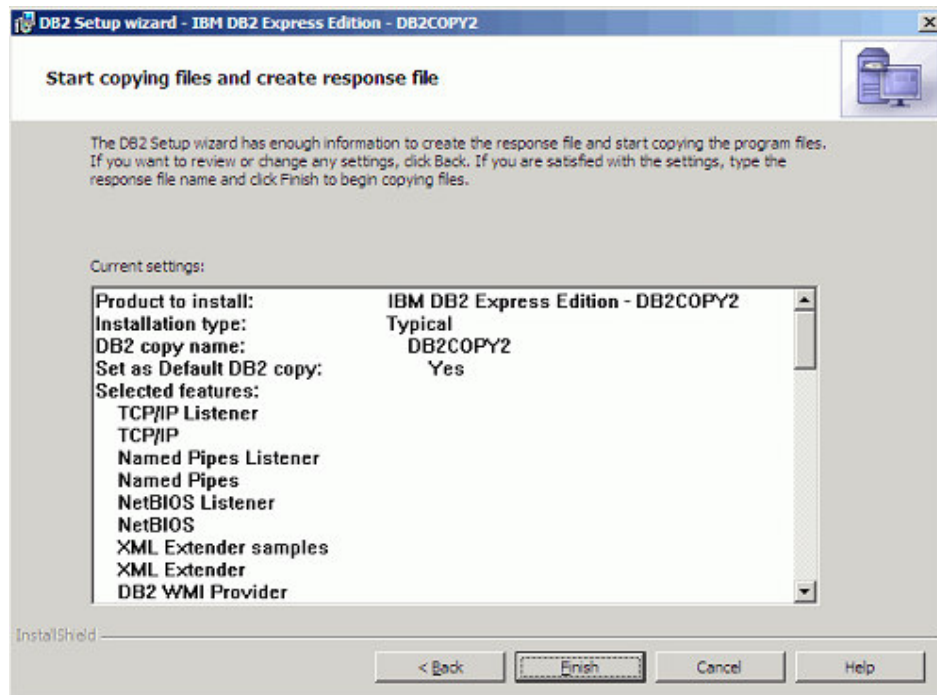 DB2 Setup wizard - IBM DB2 Express Edition - DB2COPY2
Start copying files and create response file
The DB2 Setup wizard has enough information to create the response file and start copying the program files.
If you want to review or change any settings, click Back. If you are satisfied with the settings, type the
response file name and click Finish to begin copying files.
Current settings:
Product to install: IBM DB2 Express Edition - DB2COPY2
Installation type: Typical
DB2 copy name: DB2COPY2
Set as Default DB2 copy: Yes
Selected features:
TCP/IP Listener
TCP/IP
Named Pipes Listener
Named Pipes
NetBIOS Listener
NetBIOS
XML Extender samples
XML Extender
DB2 WMI Provider
InstallShield
< Back Finish Cancel Help